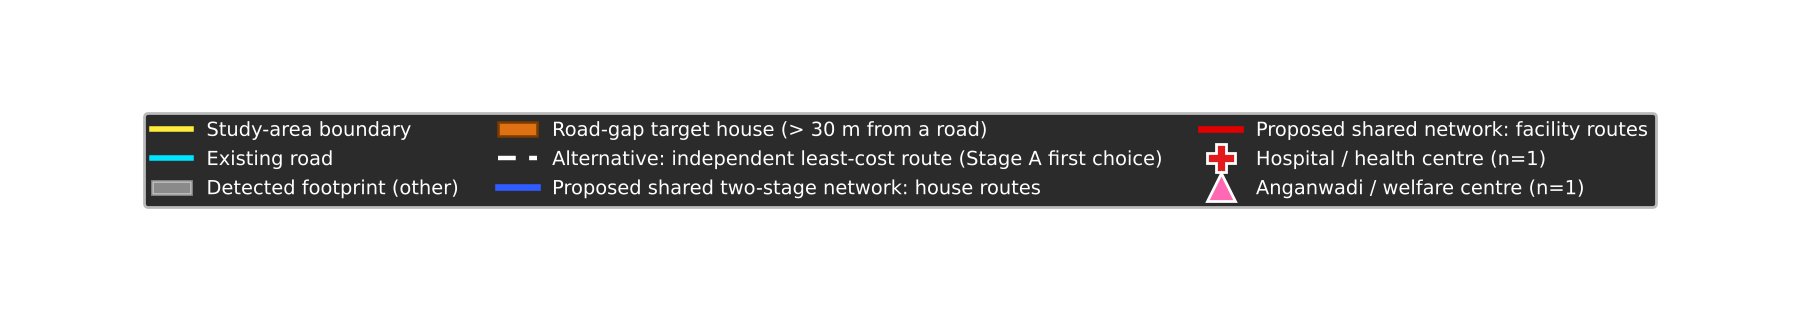 Study-area boundary
Existing road
Detected footprint (other)
Road-gap target house (> 30 m from a road)
Alternative: independent least-cost route (Stage A first choice)
Proposed shared two-stage network: house routes
Proposed shared network: facility routes
Hospital / health centre (n=1)
Anganwadi / welfare centre (n=1)